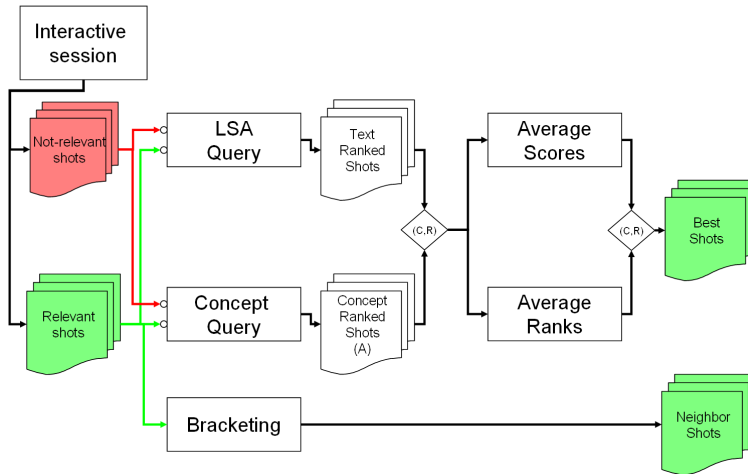 Interactive
session
Not-relevant
shots
LSA
Query
Text
Ranked
Shots
Average
Scores
(C,R)
(C,R)
Best
Shots
Relevant
shots
Concept
Query
Concept
Ranked
Shots
(A)
Average
Ranks
Bracketing
Neighbor
Shots